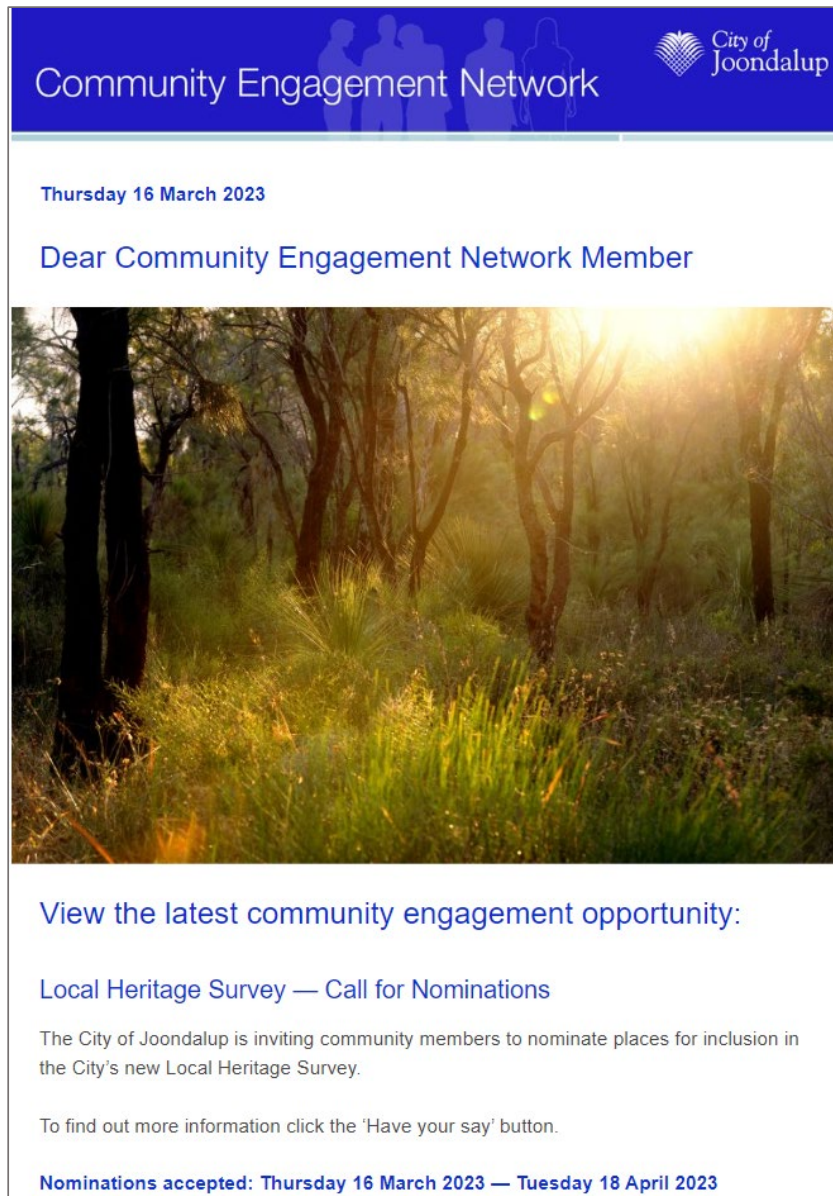 Community Engagement Network
City of
Joondalup
Thursday 16 March 2023
Dear Community Engagement Network Member
View the latest community engagement opportunity:
Local Heritage Survey — Call for Nominations
The City of Joondalup is inviting community members to nominate places for inclusion in
the City’s new Local Heritage Survey.
To find out more information click the ‘Have your say’ button.
Nominations accepted: Thursday 16 March 2023 — Tuesday 18 April 2023